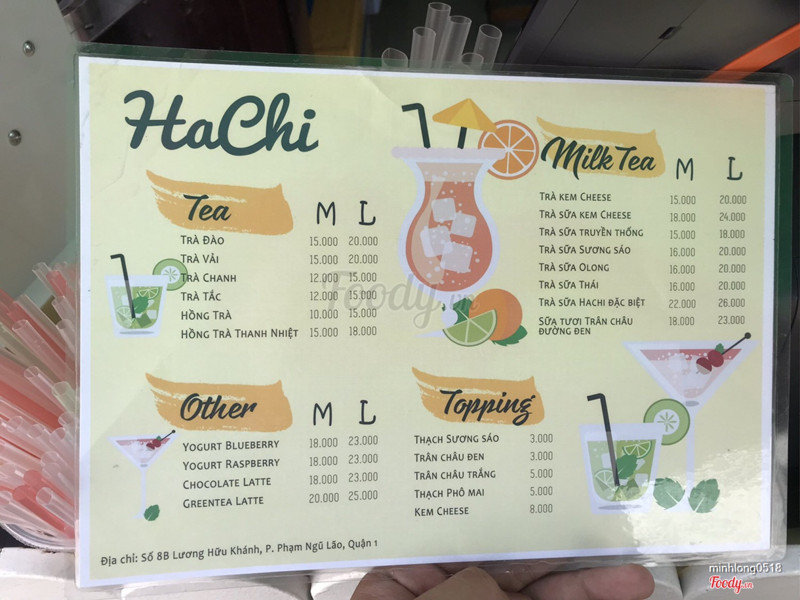 HaChi
Tea M L
Trà Đào 15.000 20.000
Trà Vải 15.000 20.000
Trà Chanh 12.000 15.000
Trà Tắc 12.000 15.000
Hồng Trà 10.000 15.000
Hồng Trà Thanh Nhiệt 15.000 18.000
Milk Tea M L
Trà kem Cheese 15.000 20.000
Trà sữa kem Cheese 18.000 24.000
Trà sữa truyền thống 15.000 18.000
Trà sữa Sương sáo 16.000 20.000
Trà sữa Olong 16.000 20.000
Trà sữa Thái 16.000 20.000
Trà sữa Hachi đặc biệt 22.000 26.000
Sữa tươi Trân châu đường đen 18.000 23.000
Other M L
Yogurt Blueberry 18.000 23.000
Yogurt Raspberry 18.000 23.000
Chocolate Latte 18.000 23.000
Greentea Latte 20.000 25.000
Topping
Thạch Sương sáo 3.000
Trân châu đen 3.000
Trân châu trắng 5.000
Thạch Phô mai 5.000
Kem Cheese 8.000
Địa chỉ: Số 8B Lương Hữu Khánh, P. Phạm Ngũ Lão, Quận 1
Foody.vn
minhlong0518
Foody.vn